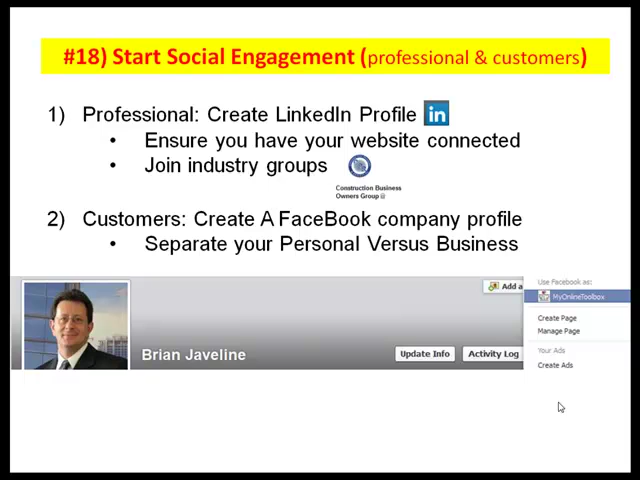 #18) Start Social Engagement (professional & customers)
1) Professional: Create LinkedIn Profile in
• Ensure you have your website connected
• Join industry groups
Construction Business
Owners Group
2) Customers: Create A FaceBook company profile
• Separate your Personal Versus Business
Use Facebook as:
Add a
MyOnlineToolbox
Create Page
Manage Page
Brian Javeline
Update Info
Activity Log
Your Ads
Create Ads